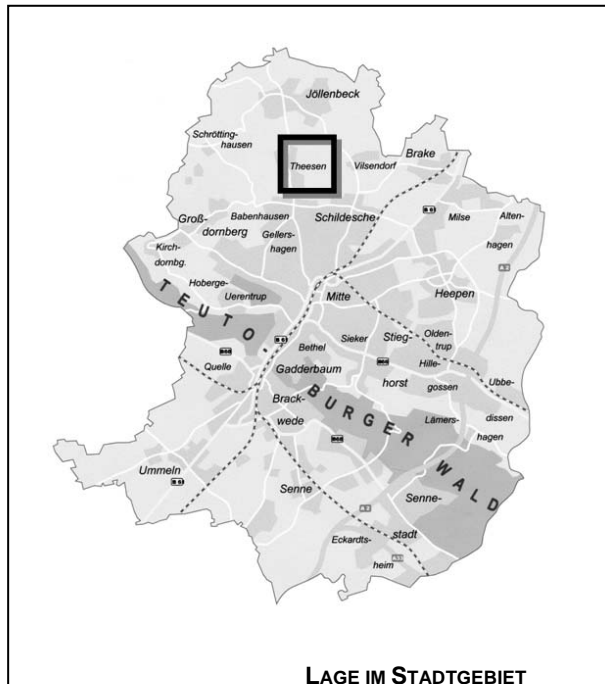 Jöllenbeck
Schrötting-
hausen
Theesen
Vilsendorf
Brake
Groß-
dornberg
Babenhausen
Schildesche
Milse
Alten-
hagen
Gellers-
hagen
Kirch-
dornbg.
Hoberge-
Uerentrup
Mitte
Heepen
TEUTO-
Sieker
Stieg-
horst
Olden-
trup
Bethel
Hille-
gossen
Quelle
Gadderbaum
Ubbe-
dissen
BURGER WALD
Brack-
wede
Lämers-
hagen
Ummeln
Senne
Senne-
stadt
Eckardts-
heim
LAGE IM STADTGEBIET